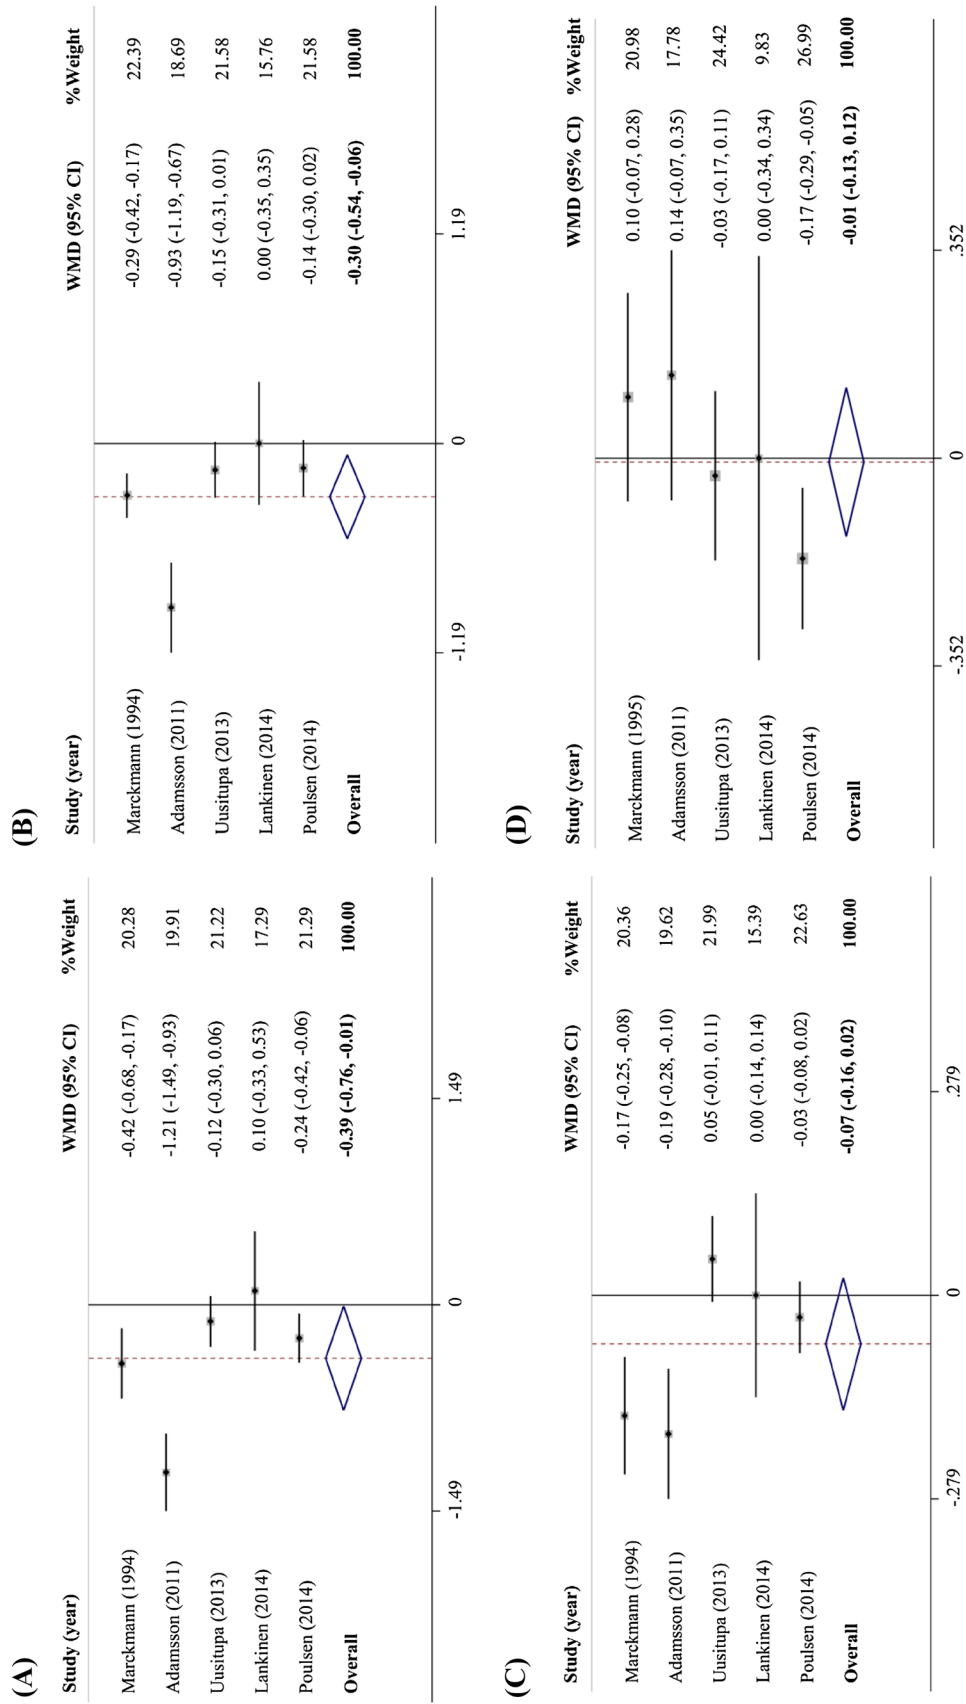 (A)
Study (year) WMD (95% CI) %Weight
Marckmann (1994) -0.42 (-0.68, -0.17) 20.28
Adamsson (2011) -1.21 (-1.49, -0.93) 19.91
Uusitupa (2013) -0.12 (-0.30, 0.06) 21.22
Lankinen (2014) 0.10 (-0.33, 0.53) 17.29
Poulsen (2014) -0.24 (-0.42, -0.06) 21.29
Overall -0.39 (-0.76, -0.01) 100.00
-1.49 0 1.49
(B)
Study (year) WMD (95% CI) %Weight
Marckmann (1994) -0.29 (-0.42, -0.17) 22.39
Adamsson (2011) -0.93 (-1.19, -0.67) 18.69
Uusitupa (2013) -0.15 (-0.31, 0.01) 21.58
Lankinen (2014) 0.00 (-0.35, 0.35) 15.76
Poulsen (2014) -0.14 (-0.30, 0.02) 21.58
Overall -0.30 (-0.54, -0.06) 100.00
-1.19 0 1.19
(C)
Study (year) WMD (95% CI) %Weight
Marckmann (1994) -0.17 (-0.25, -0.08) 20.36
Adamsson (2011) -0.19 (-0.28, -0.10) 19.62
Uusitupa (2013) 0.05 (-0.01, 0.11) 21.99
Lankinen (2014) 0.00 (-0.14, 0.14) 15.39
Poulsen (2014) -0.03 (-0.08, 0.02) 22.63
Overall -0.07 (-0.16, 0.02) 100.00
-.279 0 .279
(D)
Study (year) WMD (95% CI) %Weight
Marckmann (1995) 0.10 (-0.07, 0.28) 20.98
Adamsson (2011) 0.14 (-0.07, 0.35) 17.78
Uusitupa (2013) -0.03 (-0.17, 0.11) 24.42
Lankinen (2014) 0.00 (-0.34, 0.34) 9.83
Poulsen (2014) -0.17 (-0.29, -0.05) 26.99
Overall -0.01 (-0.13, 0.12) 100.00
-.352 0 .352